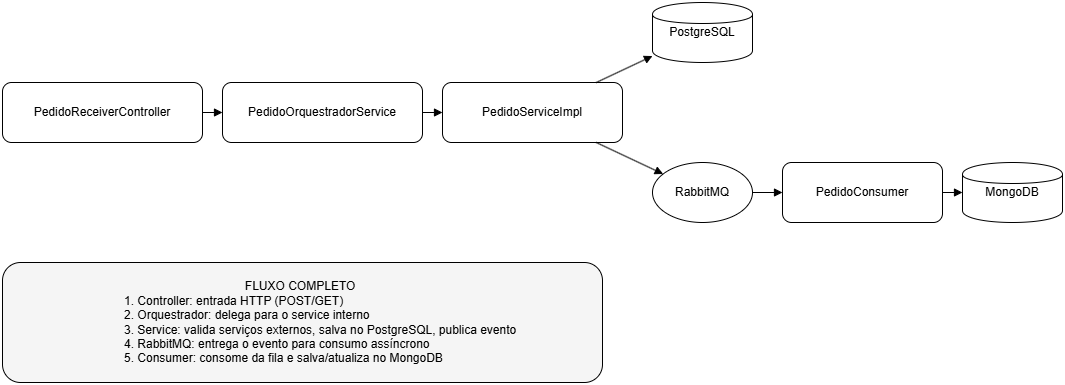 PostgreSQL
PedidoReceiverController
PedidoOrquestradorService
PedidoServiceImpl
RabbitMQ
PedidoConsumer
MongoDB
FLUXO COMPLETO
1. Controller: entrada HTTP (POST/GET)
2. Orquestrador: delega para o service interno
3. Service: valida serviços externos, salva no PostgreSQL, publica evento
4. RabbitMQ: entrega o evento para consumo assíncrono
5. Consumer: consome da fila e salva/atualiza no MongoDB